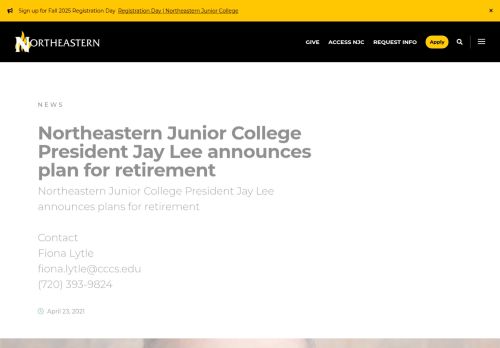 Sign up for Fall 2025 Registration Day Registration Day | Northeastern Junior College ×
NORTHEASTERN GIVE ACCESS NJC REQUEST INFO Apply
NEWS
Northeastern Junior College
President Jay Lee announces
plan for retirement
Northeastern Junior College President Jay Lee
announces plans for retirement
Contact
Fiona Lytle
fiona.lytle@cccs.edu
(720) 393-9824
April 23, 2021